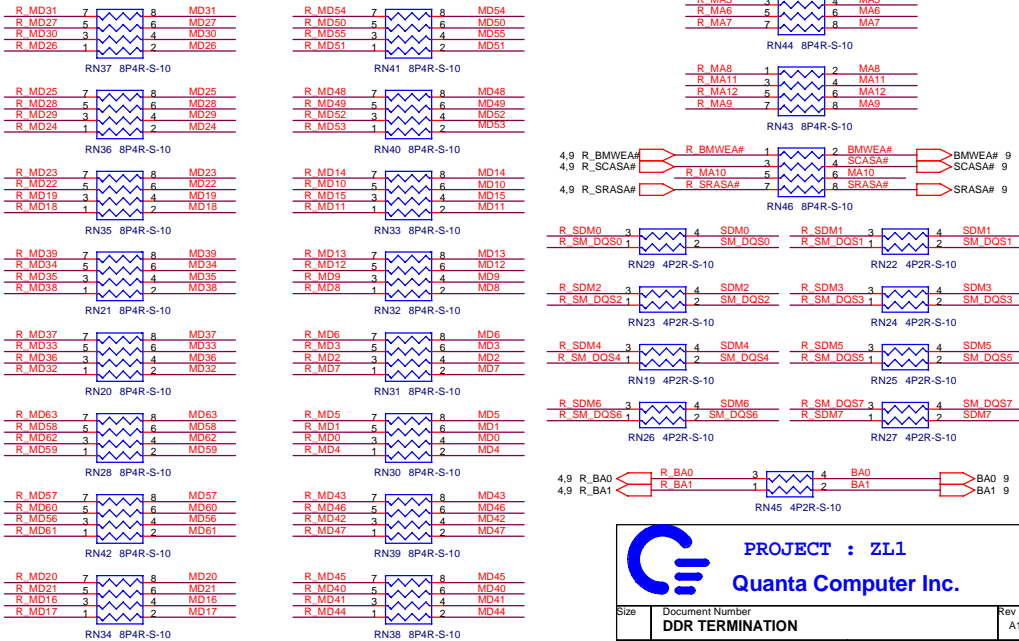 R_MD31 7 8 MD31
R_MD27 5 6 MD27
R_MD30 3 4 MD30
R_MD26 1 2 MD26
RN37 8P4R-S-10
R_MD25 7 8 MD25
R_MD28 5 6 MD28
R_MD29 3 4 MD29
R_MD24 1 2 MD24
RN36 8P4R-S-10
R_MD23 7 8 MD23
R_MD22 5 6 MD22
R_MD19 3 4 MD19
R_MD18 1 2 MD18
RN35 8P4R-S-10
R_MD39 7 8 MD39
R_MD34 5 6 MD34
R_MD35 3 4 MD35
R_MD38 1 2 MD38
RN21 8P4R-S-10
R_MD37 7 8 MD37
R_MD33 5 6 MD33
R_MD36 3 4 MD36
R_MD32 1 2 MD32
RN20 8P4R-S-10
R_MD63 7 8 MD63
R_MD58 5 6 MD58
R_MD62 3 4 MD62
R_MD59 1 2 MD59
RN28 8P4R-S-10
R_MD57 7 8 MD57
R_MD60 5 6 MD60
R_MD56 3 4 MD56
R_MD61 1 2 MD61
RN42 8P4R-S-10
R_MD20 7 8 MD20
R_MD21 5 6 MD21
R_MD16 3 4 MD16
R_MD17 1 2 MD17
RN34 8P4R-S-10
R_MD54 7 8 MD54
R_MD50 5 6 MD50
R_MD55 3 4 MD55
R_MD51 1 2 MD51
RN41 8P4R-S-10
R_MD48 7 8 MD48
R_MD49 5 6 MD49
R_MD52 3 4 MD52
R_MD53 1 2 MD53
RN40 8P4R-S-10
R_MD14 7 8 MD14
R_MD10 5 6 MD10
R_MD15 3 4 MD15
R_MD11 1 2 MD11
RN33 8P4R-S-10
R_MD13 7 8 MD13
R_MD12 5 6 MD12
R_MD9 3 4 MD9
R_MD8 1 2 MD8
RN32 8P4R-S-10
R_MD6 7 8 MD6
R_MD3 5 6 MD3
R_MD2 3 4 MD2
R_MD7 1 2 MD7
RN31 8P4R-S-10
R_MD5 7 8 MD5
R_MD1 5 6 MD1
R_MD0 3 4 MD0
R_MD4 1 2 MD4
RN30 8P4R-S-10
R_MD43 7 8 MD43
R_MD46 5 6 MD46
R_MD42 3 4 MD42
R_MD47 1 2 MD47
RN39 8P4R-S-10
R_MD45 7 8 MD45
R_MD40 5 6 MD40
R_MD41 3 4 MD41
R_MD44 1 2 MD44
RN38 8P4R-S-10
R_MA6 5 6 MA6
R_MA7 7 8 MA7
RN44 8P4R-S-10
R_MA8 1 2 MA8
R_MA11 3 4 MA11
R_MA12 5 6 MA12
R_MA9 7 8 MA9
RN43 8P4R-S-10
4,9 R_BMWEA# R_BMWEA# 1 2 BMWEA# BMWEA# 9
4,9 R_SCASA# 3 4 SCASA# SCASA# 9
R_MA10 5 6 MA10
4,9 R_SRASA# R_SRASA# 7 8 SRASA# SRASA# 9
RN46 8P4R-S-10
R_SDM0 3 4 SDM0
R_SM_DQS0 1 2 SM_DQS0
RN29 4P2R-S-10
R_SDM1 3 4 SDM1
R_SM_DQS1 1 2 SM_DQS1
RN22 4P2R-S-10
R_SDM2 3 4 SDM2
R_SM_DQS2 1 2 SM_DQS2
RN23 4P2R-S-10
R_SDM3 3 4 SDM3
R_SM_DQS3 1 2 SM_DQS3
RN24 4P2R-S-10
R_SDM4 3 4 SDM4
R_SM_DQS4 1 2 SM_DQS4
RN19 4P2R-S-10
R_SDM5 3 4 SDM5
R_SM_DQS5 1 2 SM_DQS5
RN25 4P2R-S-10
R_SDM6 3 4 SDM6
R_SM_DQS6 1 2 SM_DQS6
RN26 4P2R-S-10
R_SM_DQS7 3 4 SM_DQS7
R_SDM7 1 2 SDM7
RN27 4P2R-S-10
4,9 R_BA0 R_BA0 3 4 BA0 BA0 9
4,9 R_BA1 R_BA1 1 2 BA1 BA1 9
RN45 4P2R-S-10
PROJECT : ZL1
Quanta Computer Inc.
Size Document Number Rev
DDR TERMINATION A1